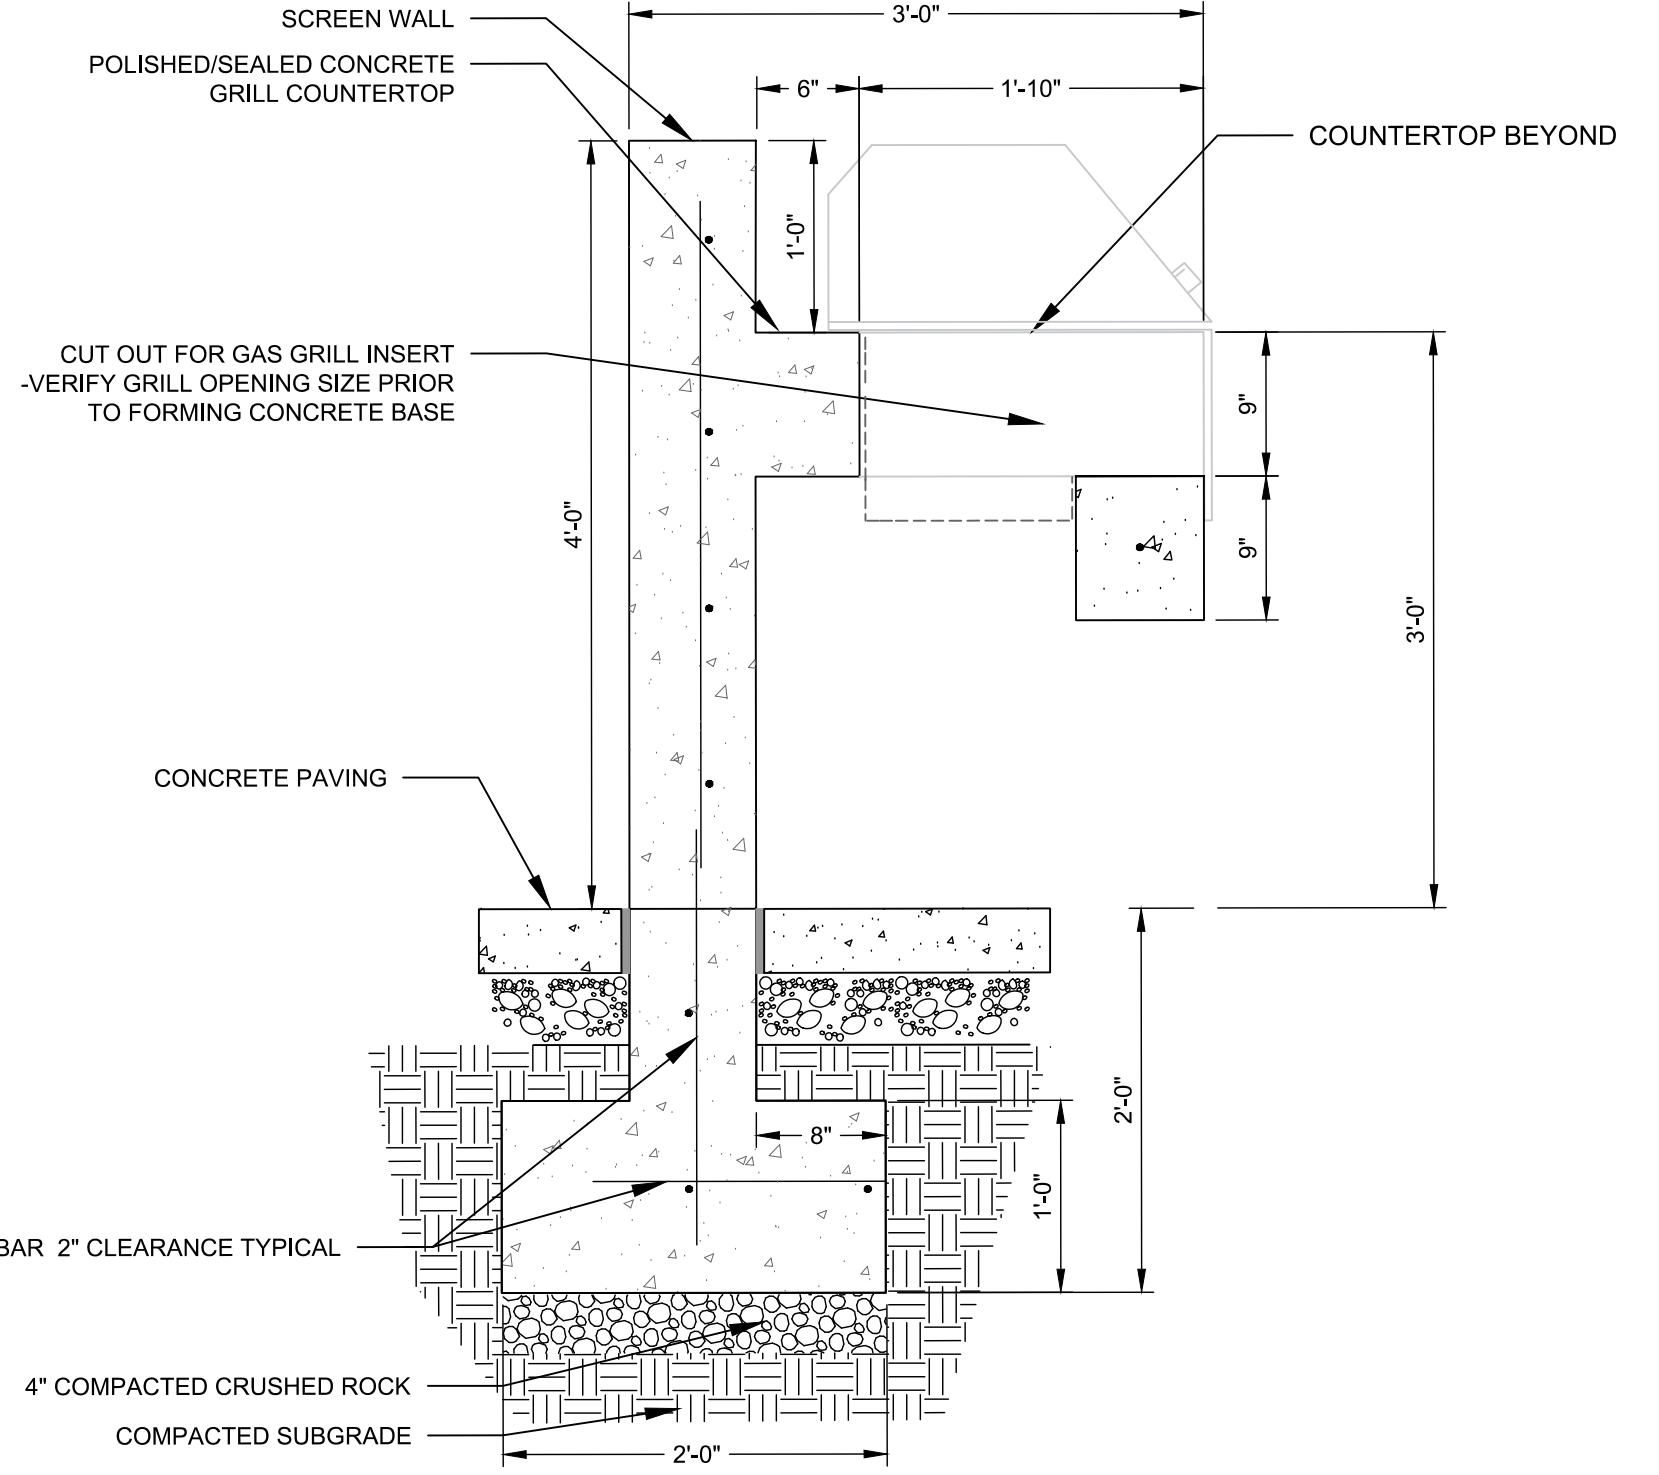 SCREEN WALL
3'-0"
POLISHED/SEALED CONCRETE
GRILL COUNTERTOP
6"
1'-10"
COUNTERTOP BEYOND
1'-0"
CUT OUT FOR GAS GRILL INSERT
-VERIFY GRILL OPENING SIZE PRIOR
TO FORMING CONCRETE BASE
9"
4'-0"
9"
3'-0"
CONCRETE PAVING
2'-0"
8"
1'-0"
BAR 2" CLEARANCE TYPICAL
4" COMPACTED CRUSHED ROCK
COMPACTED SUBGRADE
2'-0"